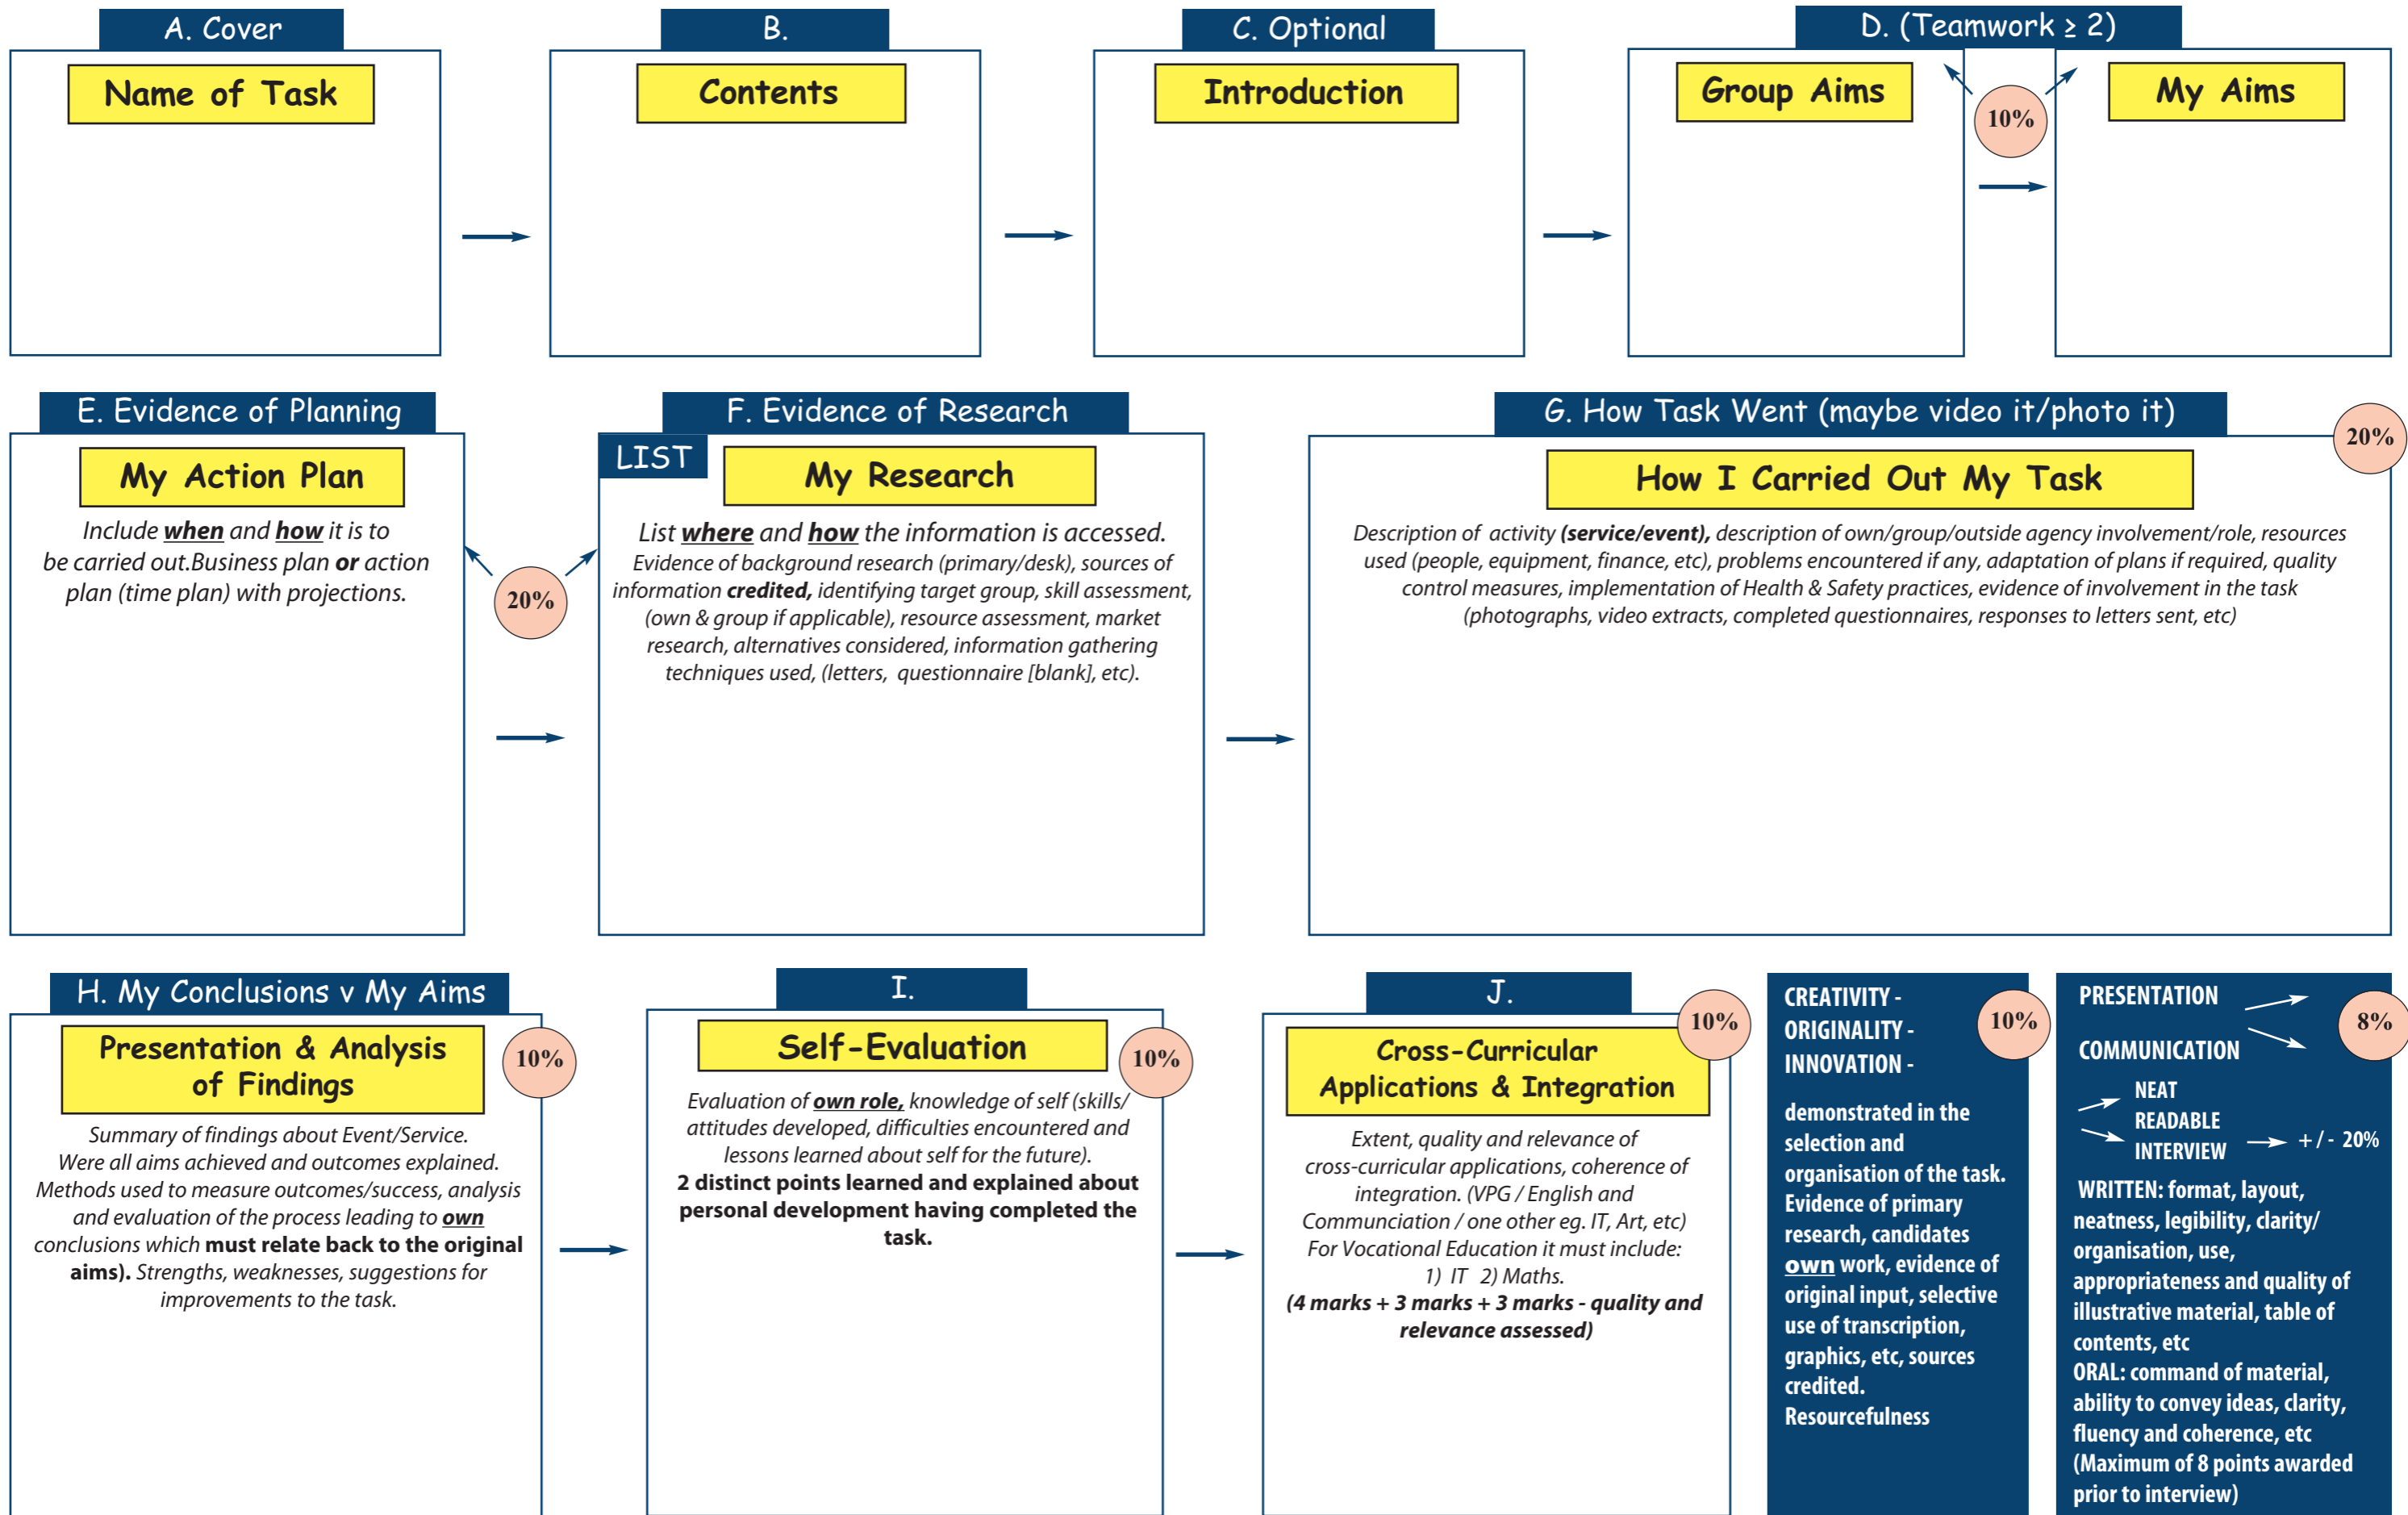 A. Cover
Name of Task
B.
Contents
C. Optional
Introduction
D. (Teamwork ≥ 2)
Group Aims
10%
My Aims
E. Evidence of Planning
My Action Plan
Include when and how it is to
be carried out.Business plan or action
plan (time plan) with projections.
20%
F. Evidence of Research
LIST
My Research
List where and how the information is accessed.
Evidence of background research (primary/desk), sources of
information credited, identifying target group, skill assessment,
(own & group if applicable), resource assessment, market
research, alternatives considered, information gathering
techniques used, (letters, questionnaire [blank], etc).
G. How Task Went (maybe video it/photo it)
20%
How I Carried Out My Task
Description of activity (service/event), description of own/group/outside agency involvement/role, resources
used (people, equipment, finance, etc), problems encountered if any, adaptation of plans if required, quality
control measures, implementation of Health & Safety practices, evidence of involvement in the task
(photographs, video extracts, completed questionnaires, responses to letters sent, etc)
H. My Conclusions v My Aims
Presentation & Analysis
of Findings
10%
Summary of findings about Event/Service.
Were all aims achieved and outcomes explained.
Methods used to measure outcomes/success, analysis
and evaluation of the process leading to own
conclusions which must relate back to the original
aims). Strengths, weaknesses, suggestions for
improvements to the task.
I.
Self-Evaluation
10%
Evaluation of own role, knowledge of self (skills/
attitudes developed, difficulties encountered and
lessons learned about self for the future).
2 distinct points learned and explained about
personal development having completed the
task.
J.
10%
Cross-Curricular
Applications & Integration
Extent, quality and relevance of
cross-curricular applications, coherence of
integration. (VPG / English and
Communciation / one other eg. IT, Art, etc)
For Vocational Education it must include:
1) IT 2) Maths.
(4 marks + 3 marks + 3 marks - quality and
relevance assessed)
CREATIVITY -
ORIGINALITY -
INNOVATION -
10%
demonstrated in the
selection and
organisation of the task.
Evidence of primary
research, candidates
own work, evidence of
original input, selective
use of transcription,
graphics, etc, sources
credited.
Resourcefulness
PRESENTATION
8%
COMMUNICATION
NEAT
READABLE
INTERVIEW + / - 20%
WRITTEN: format, layout,
neatness, legibility, clarity/
organisation, use,
appropriateness and quality of
illustrative material, table of
contents, etc
ORAL: command of material,
ability to convey ideas, clarity,
fluency and coherence, etc
(Maximum of 8 points awarded
prior to interview)